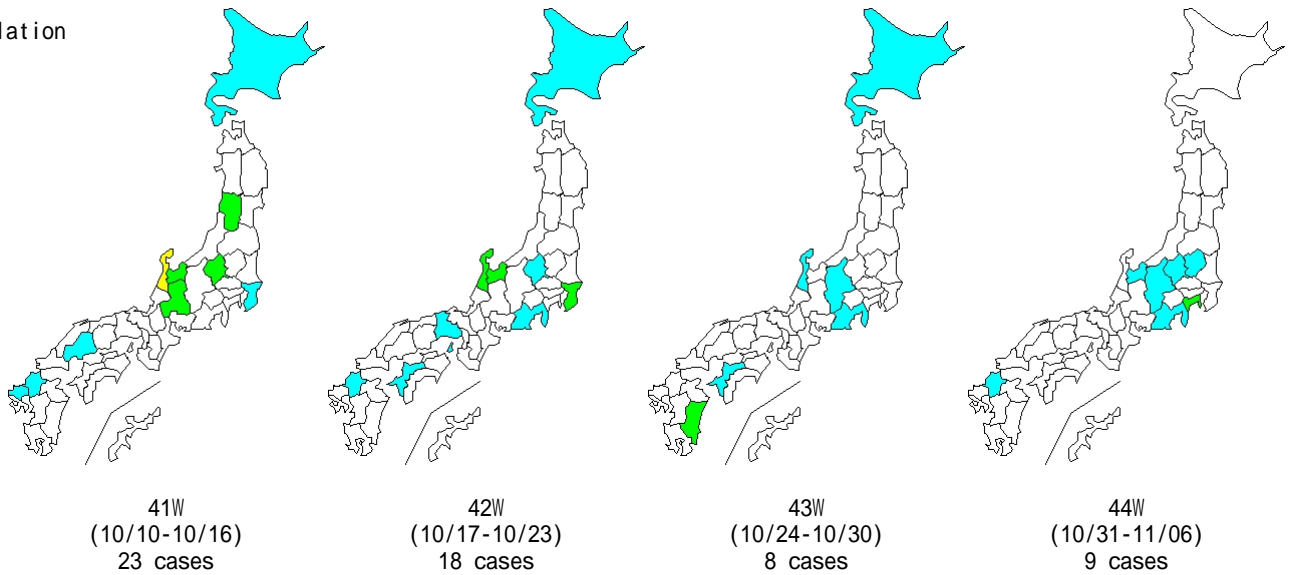 lation
41W
(10/10-10/16)
23 cases
42W
(10/17-10/23)
18 cases
43W
(10/24-10/30)
8 cases
44W
(10/31-11/06)
9 cases